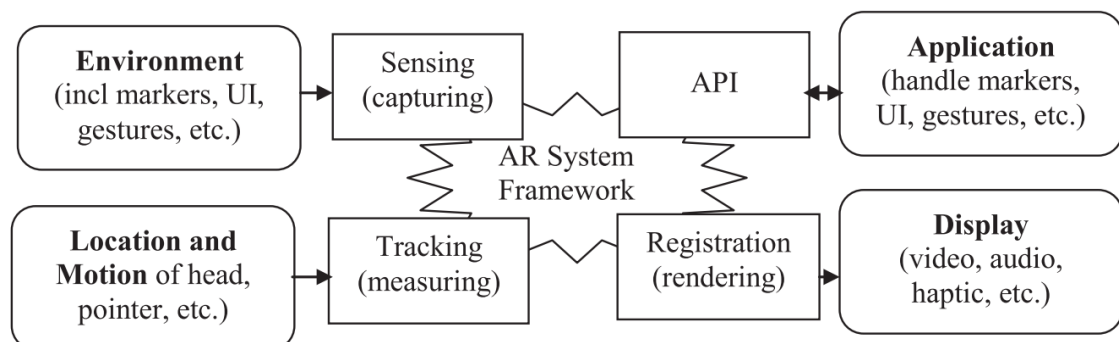 Environment
(incl markers, UI,
gestures, etc.)
Sensing
(capturing)
API
Application
(handle markers,
UI, gestures, etc.)
AR System
Framework
Location and
Motion of head,
pointer, etc.)
Tracking
(measuring)
Registration
(rendering)
Display
(video, audio,
haptic, etc.)